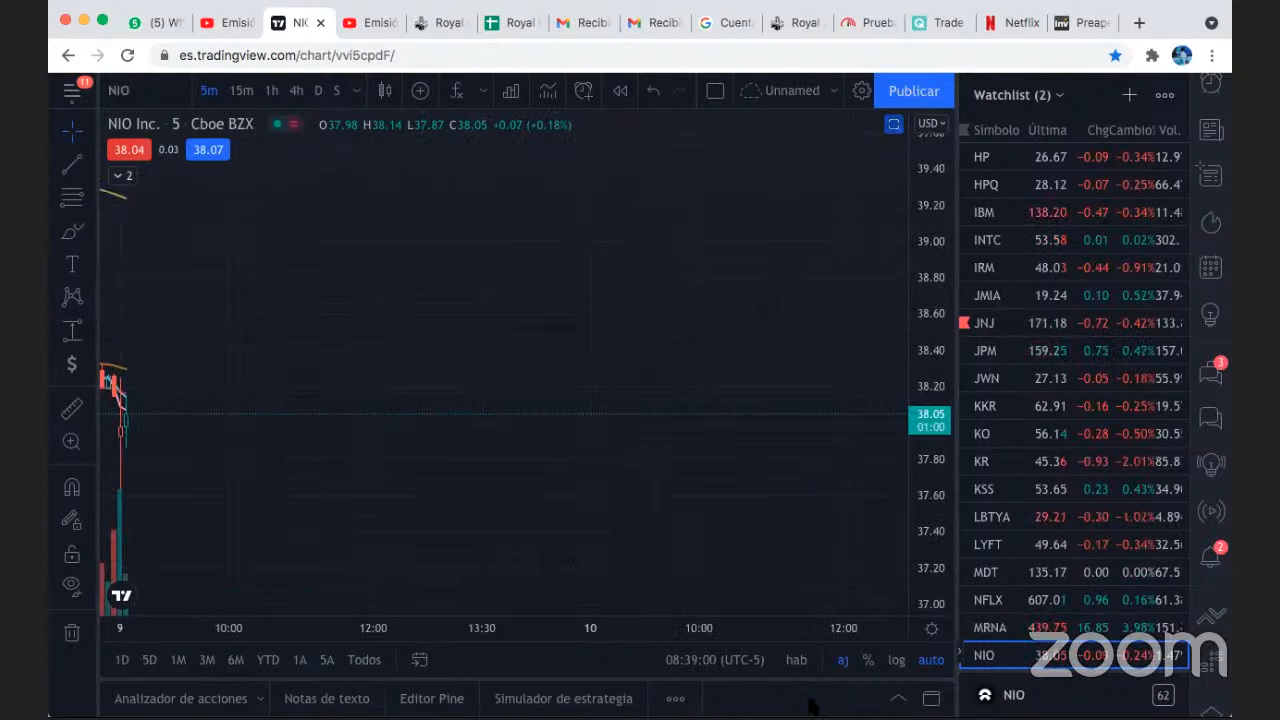 WH
Emisió
NIO
Emisió
Royal
Royal
Recib
Recib
Cuent
Royal
Prueb
Trade
Netflix
Preape
es.tradingview.com/chart/vvi5cpdF/
11
NIO
5m 15m 1h 4h D S
Unnamed
Publicar
NIO Inc. · 5 · Cboe BZX
O37.98 H38.14 L37.87 C38.05 +0.07 (+0.18%)
USD
38.04 0.03 38.07
2
39.40
39.20
39.00
38.80
38.60
38.40
38.20
38.05
01:00
37.80
37.60
37.40
37.20
37.00
9 10:00 12:00 13:30 10 10:00 12:00
1D 5D 1M 3M 6M YTD 1A 5A Todos
08:39:00 (UTC-5) hab aj % log auto
Analizador de acciones Notas de texto Editor Pine Simulador de estrategia
Watchlist (2)
Símbolo Última Chg Cambio Vol.
HP 26.67 −0.09 −0.34% 12.9
HPQ 28.12 −0.07 −0.25% 66.4
IBM 138.20 −0.47 −0.34% 11.4
INTC 53.58 0.01 0.02% 302.
IRM 48.03 −0.44 −0.91% 21.0
JMIA 19.24 0.10 0.52% 37.9
JNJ 171.18 −0.72 −0.42% 133.
JPM 159.25 0.75 0.47% 157.
JWN 27.13 −0.05 −0.18% 55.9
KKR 62.91 −0.16 −0.25% 19.5
KO 56.14 −0.28 −0.50% 30.5
KR 45.36 −0.93 −2.01% 85.8
KSS 53.65 0.23 0.43% 34.9
LBTYA 29.21 −0.30 −1.02% 4.89
LYFT 49.64 −0.17 −0.34% 32.5
MDT 135.17 0.00 0.00% 67.5
NFLX 607.01 0.96 0.16% 61.3
MRNA 439.75 16.85 3.98% 151.
NIO 38.05 −0.09 −0.24% 1.47
NIO 62
3
2
zoom